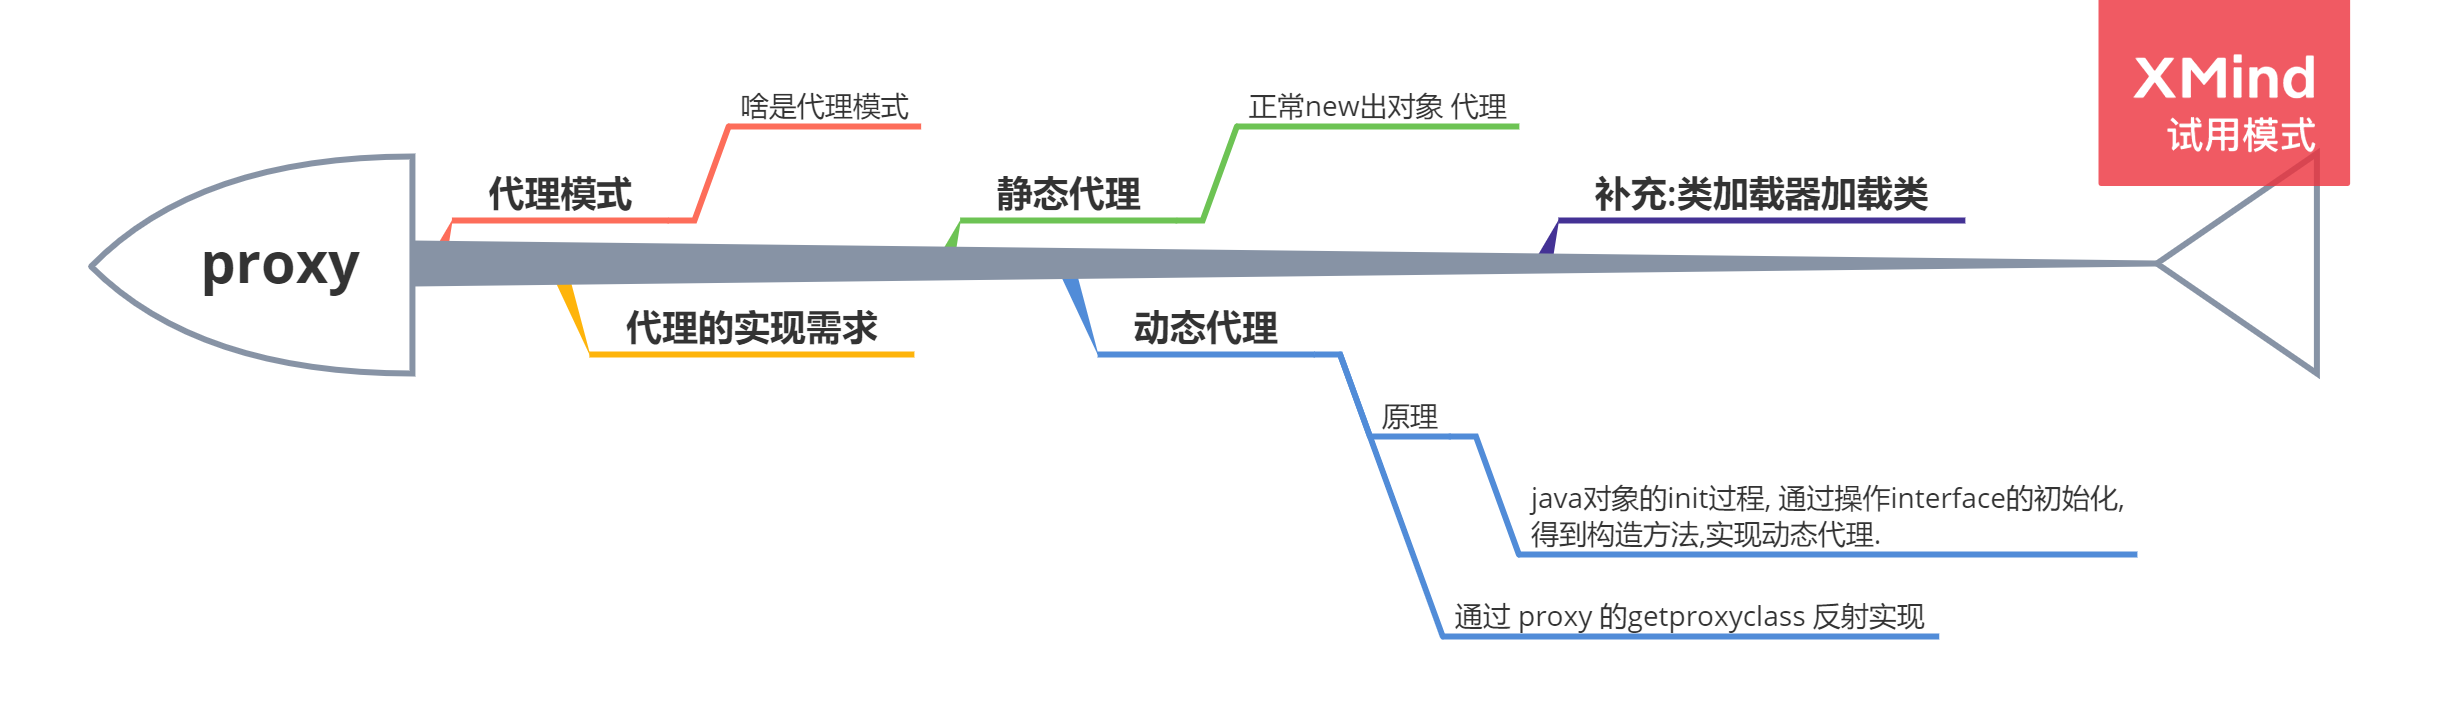 XMind
试用模式
啥是代理模式
正常new出对象 代理
代理模式
静态代理
补充:类加载器加载类
proxy
代理的实现需求
动态代理
原理
java对象的init过程, 通过操作interface的初始化,
得到构造方法,实现动态代理.
通过 proxy 的getproxyclass 反射实现